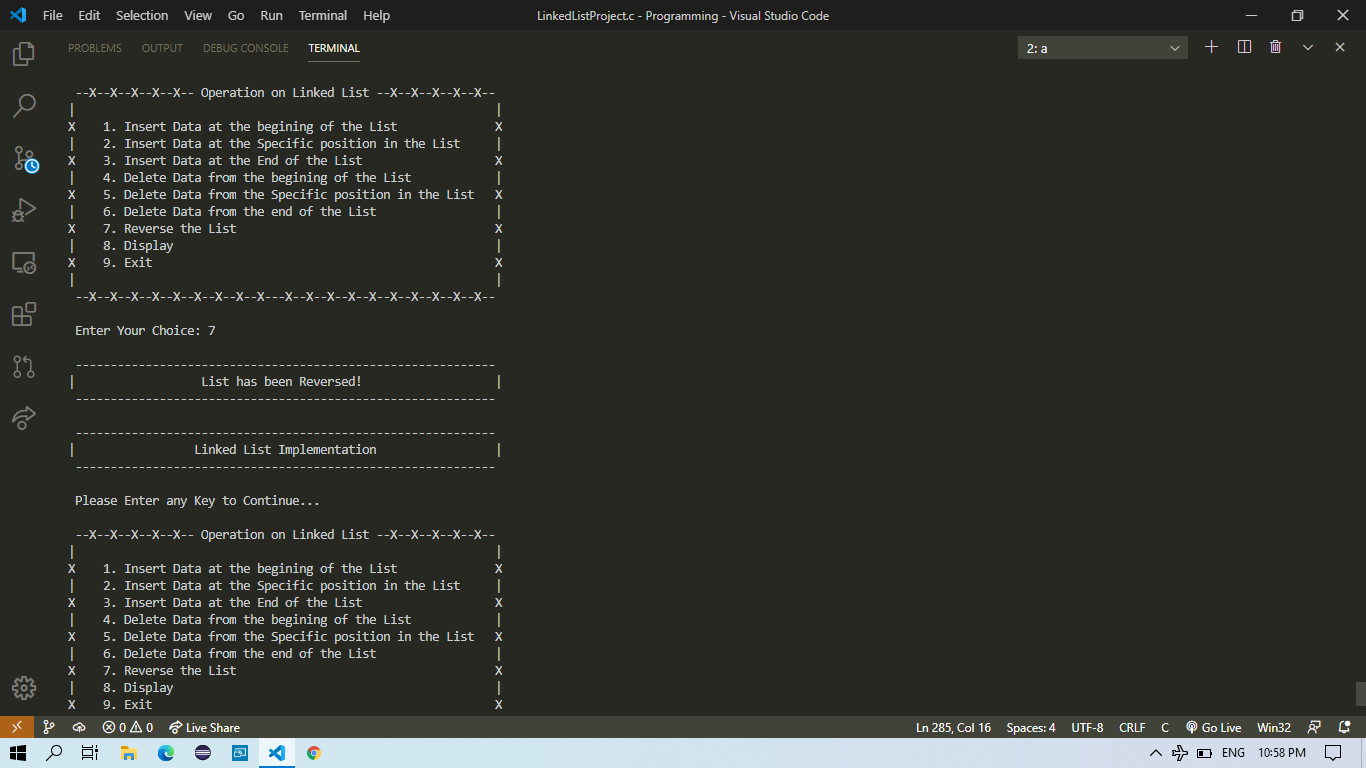 File Edit Selection View Go Run Terminal Help LinkedListProject.c - Programming - Visual Studio Code
PROBLEMS OUTPUT DEBUG CONSOLE TERMINAL 2: a
--X--X--X--X--X-- Operation on Linked List --X--X--X--X--X--
| |
X 1. Insert Data at the begining of the List X
| 2. Insert Data at the Specific position in the List |
X 3. Insert Data at the End of the List X
| 4. Delete Data from the begining of the List |
X 5. Delete Data from the Specific position in the List X
| 6. Delete Data from the end of the List |
X 7. Reverse the List X
| 8. Display |
X 9. Exit X
| |
--X--X--X--X--X--X--X--X--X---X--X--X--X--X--X--X--X--X--X--
Enter Your Choice: 7
------------------------------------------------------------
| List has been Reversed! |
------------------------------------------------------------
------------------------------------------------------------
| Linked List Implementation |
------------------------------------------------------------
Please Enter any Key to Continue...
--X--X--X--X--X-- Operation on Linked List --X--X--X--X--X--
| |
X 1. Insert Data at the begining of the List X
| 2. Insert Data at the Specific position in the List |
X 3. Insert Data at the End of the List X
| 4. Delete Data from the begining of the List |
X 5. Delete Data from the Specific position in the List X
| 6. Delete Data from the end of the List |
X 7. Reverse the List X
| 8. Display |
X 9. Exit X
0 0 Live Share Ln 285, Col 16 Spaces: 4 UTF-8 CRLF C Go Live Win32
ENG 10:58 PM